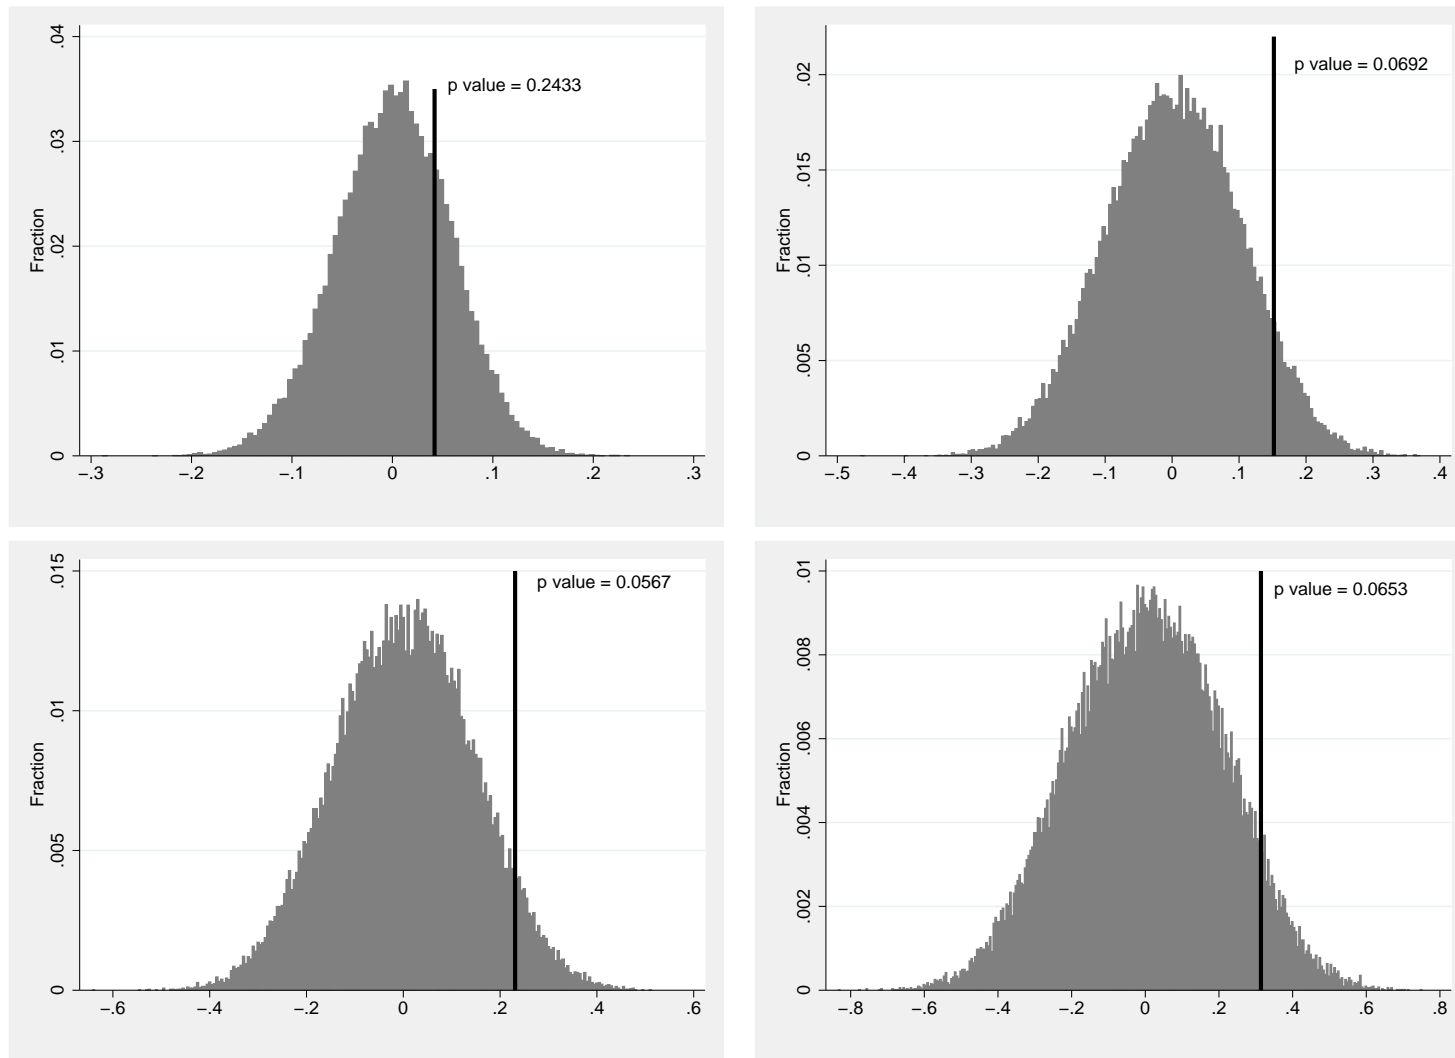 .04
.03
.02
.01
0
Fraction
p value = 0.2433
−.3 −.2 −.1 0 .1 .2 .3
.02
.015
.01
.005
0
Fraction
p value = 0.0692
−.5 −.4 −.3 −.2 −.1 0 .1 .2 .3 .4
.015
.01
.005
0
Fraction
p value = 0.0567
−.6 −.4 −.2 0 .2 .4 .6
.01
.008
.006
.004
.002
0
Fraction
p value = 0.0653
−.8 −.6 −.4 −.2 0 .2 .4 .6 .8